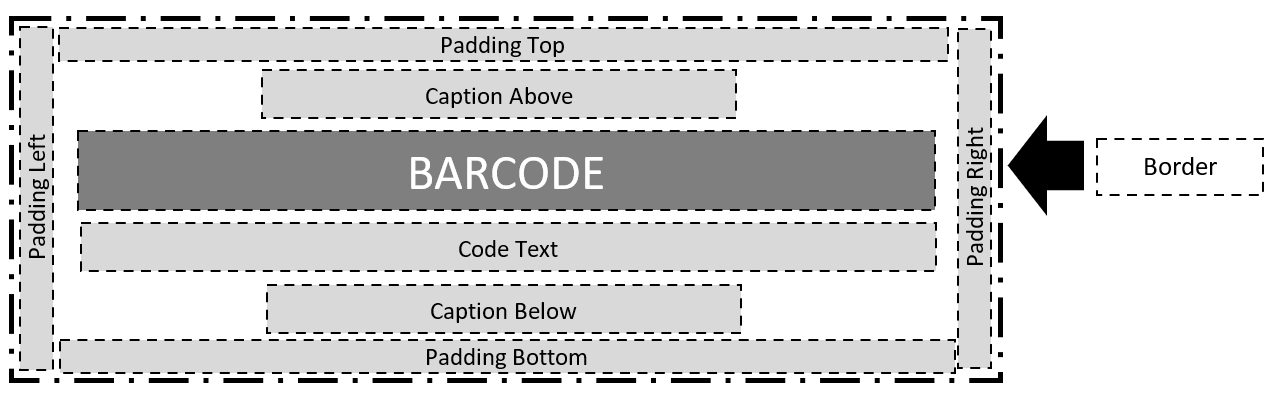 Padding Top
Caption Above
Padding Left
BARCODE
Padding Right
Border
Code Text
Caption Below
Padding Bottom